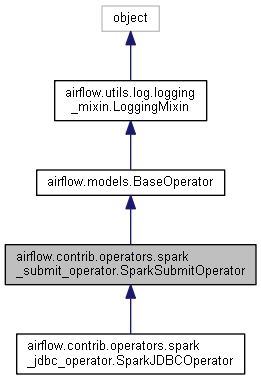 object
airflow.utils.log.logging
_mixin.LoggingMixin
airflow.models.BaseOperator
airflow.contrib.operators.spark
_submit_operator.SparkSubmitOperator
airflow.contrib.operators.spark
_jdbc_operator.SparkJDBCOperator